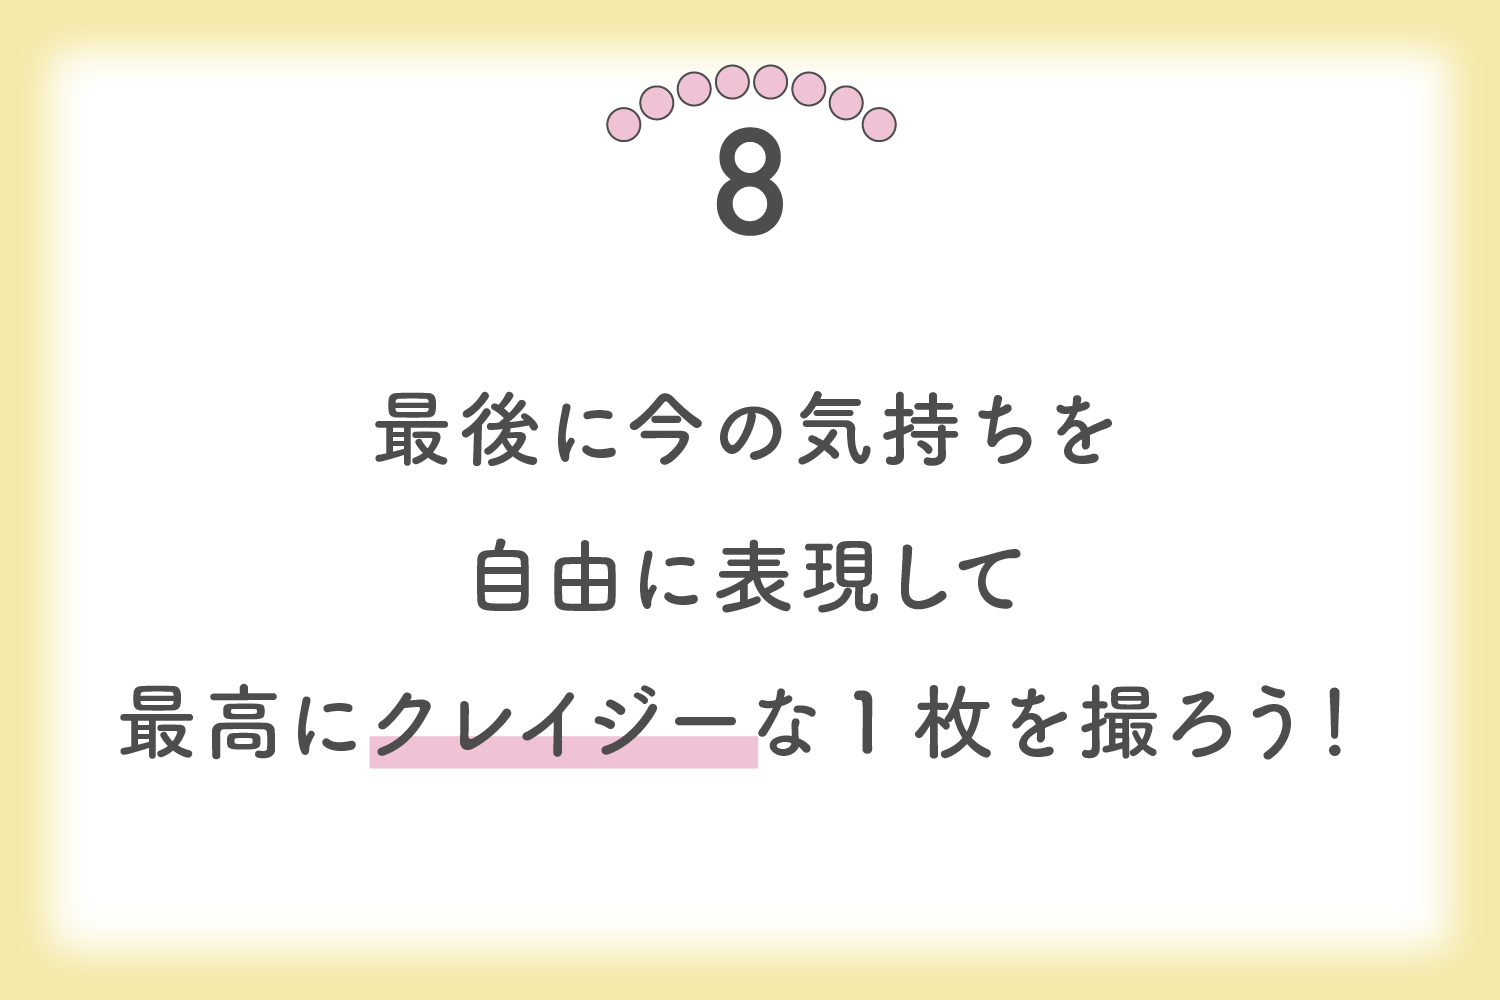 8
最後に今の気持ちを
自由に表現して
最高にクレイジーな1枚を撮ろう!